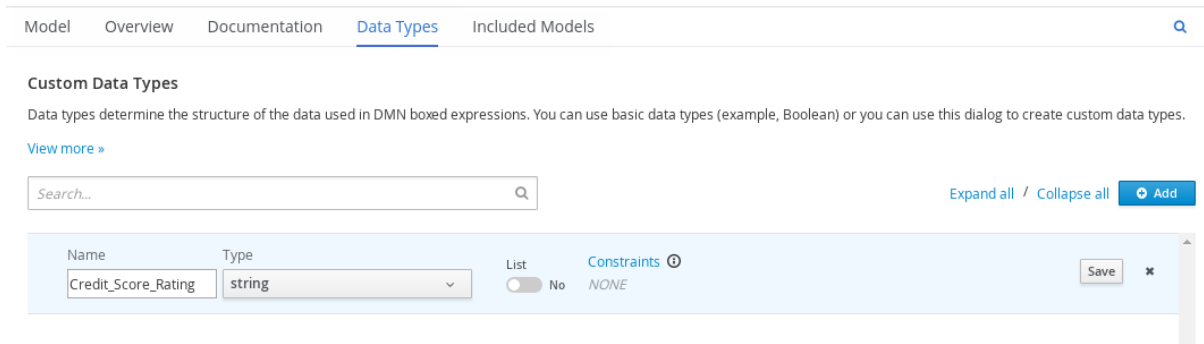 Model Overview Documentation Data Types Included Models
Custom Data Types
Data types determine the structure of the data used in DMN boxed expressions. You can use basic data types (example, Boolean) or you can use this dialog to create custom data types.
View more »
Search...
Expand all / Collapse all Add
Name Type List Constraints
Credit_Score_Rating string No NONE Save